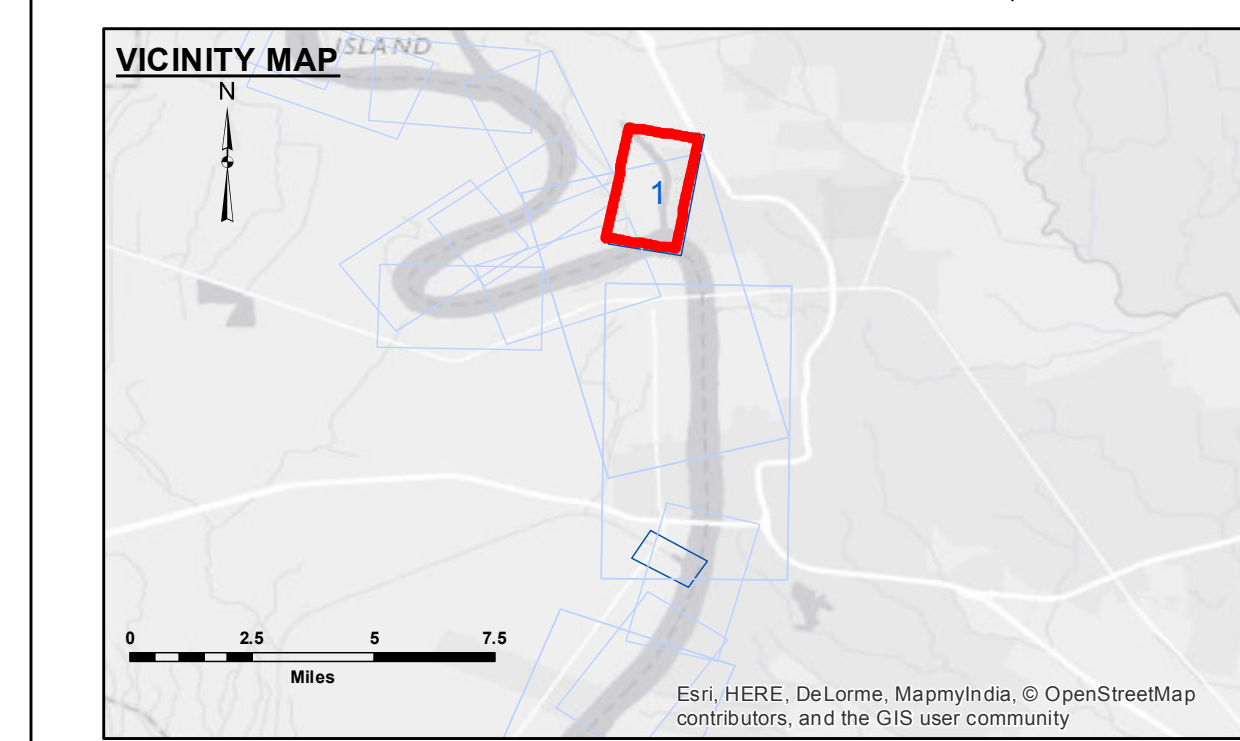 VICINITY MAP
ISLAND
N
1
0 2.5 5 7.5
Miles
Esri, HERE, DeLorme, MapmyIndia, © OpenStreetMap
contributors, and the GIS user community